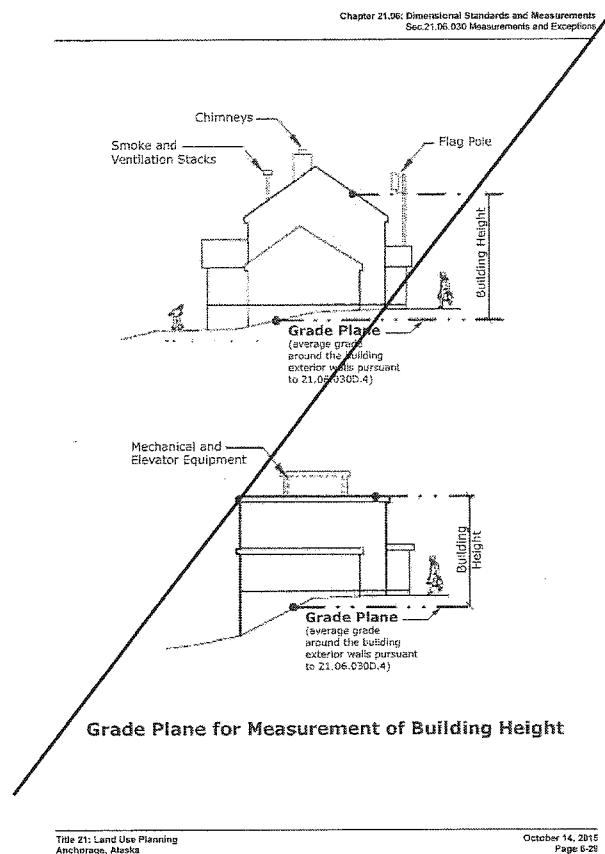 Chapter 21.06: Dimensional Standards and Measurements
Sec.21.06.030 Measurements and Exceptions
Chimneys
Smoke and
Ventilation Stacks
Flag Pole
Building Height
Grade Plane
(average grade
around the building
exterior walls pursuant
to 21.06.030D.4)
Mechanical and
Elevator Equipment
Building
Height
Grade Plane
(average grade
around the building
exterior walls pursuant
to 21.06.030D.4)
Grade Plane for Measurement of Building Height
Title 21: Land Use Planning
Anchorage, Alaska
October 14, 2015
Page 6-29